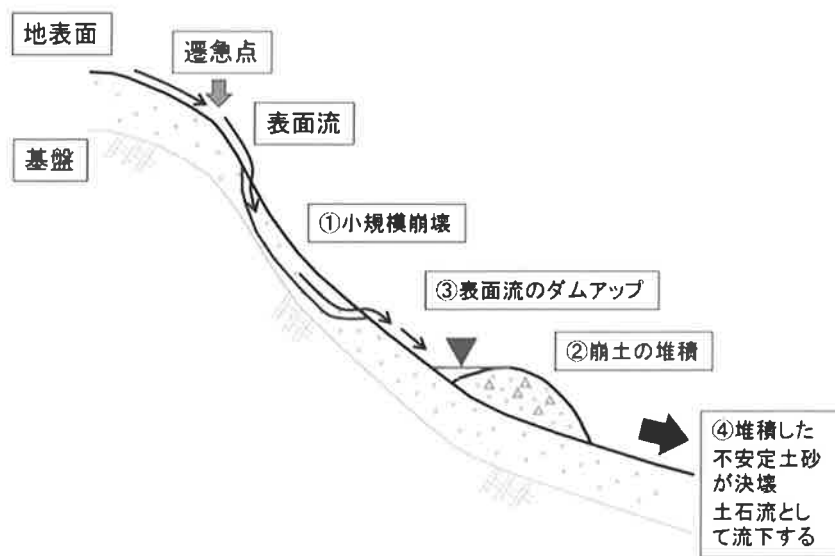 地表面
遷急点
表面流
基盤
①小規模崩壊
③表面流のダムアップ
②崩土の堆積
④堆積した
不安定土砂
が決壊
土石流とし
て流下する